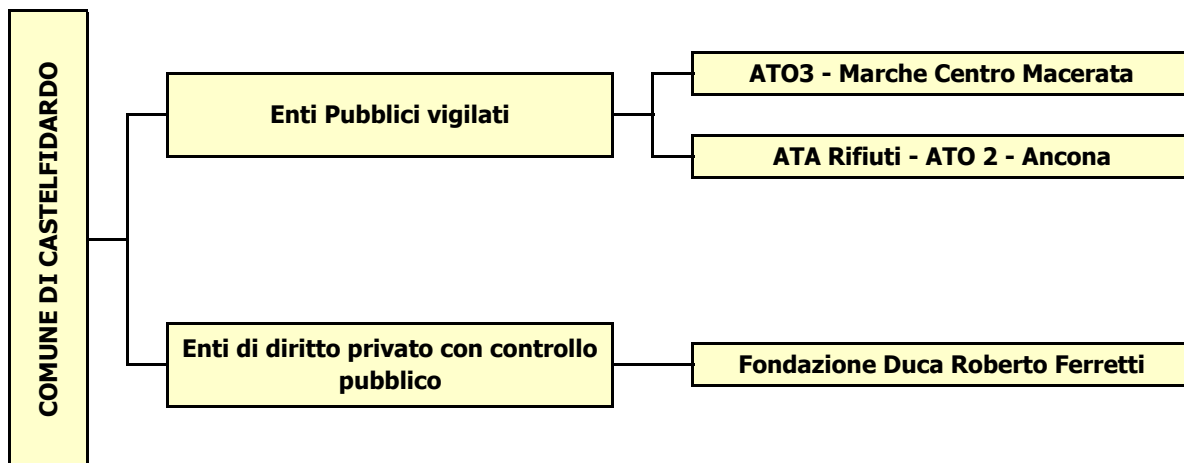 COMUNE DI CASTELFIDARDO
Enti Pubblici vigilati
ATO3 - Marche Centro Macerata
ATA Rifiuti - ATO 2 - Ancona
Enti di diritto privato con controllo
pubblico
Fondazione Duca Roberto Ferretti